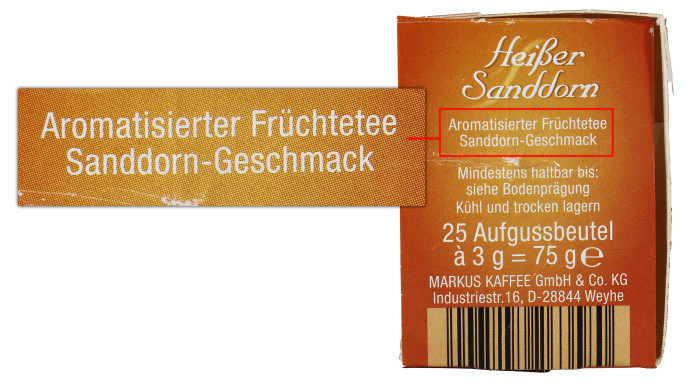 Aromatisierter Früchtetee
Sanddorn-Geschmack
Heißer
Sanddorn
Aromatisierter Früchtetee
Sanddorn-Geschmack
Mindestens haltbar bis:
siehe Bodenprägung
Kühl und trocken lagern
25 Aufgussbeutel
à 3 g = 75 g ℮
MARKUS KAFFEE GmbH & Co. KG
Industriestr.16, D-28844 Weyhe